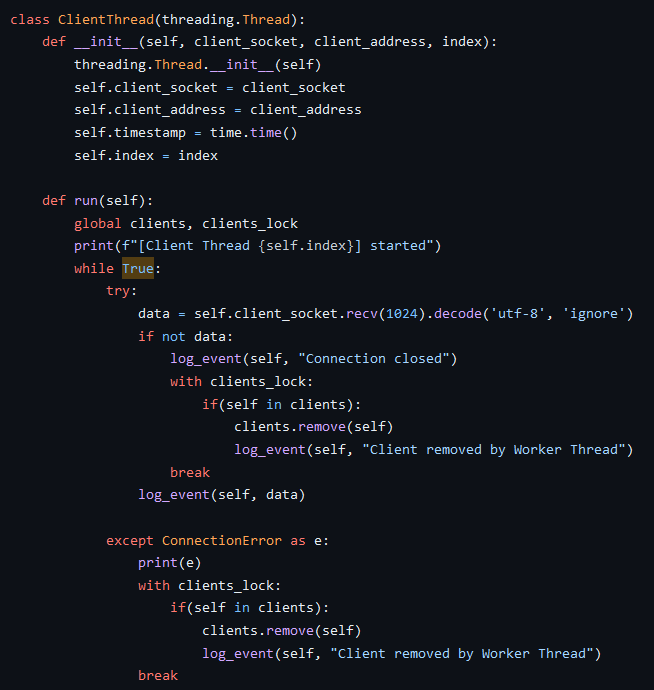 class ClientThread(threading.Thread):
    def __init__(self, client_socket, client_address, index):
        threading.Thread.__init__(self)
        self.client_socket = client_socket
        self.client_address = client_address
        self.timestamp = time.time()
        self.index = index

    def run(self):
        global clients, clients_lock
        print(f"[Client Thread {self.index}] started")
        while True:
            try:
                data = self.client_socket.recv(1024).decode('utf-8', 'ignore')
                if not data:
                    log_event(self, "Connection closed")
                    with clients_lock:
                        if(self in clients):
                            clients.remove(self)
                            log_event(self, "Client removed by Worker Thread")
                    break
                log_event(self, data)

            except ConnectionError as e:
                print(e)
                with clients_lock:
                    if(self in clients):
                        clients.remove(self)
                        log_event(self, "Client removed by Worker Thread")
                break